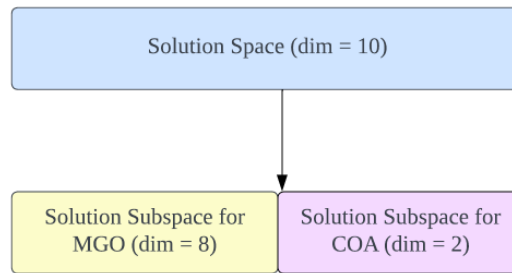 Solution Space (dim = 10)
Solution Subspace for
MGO (dim = 8)
Solution Subspace for
COA (dim = 2)